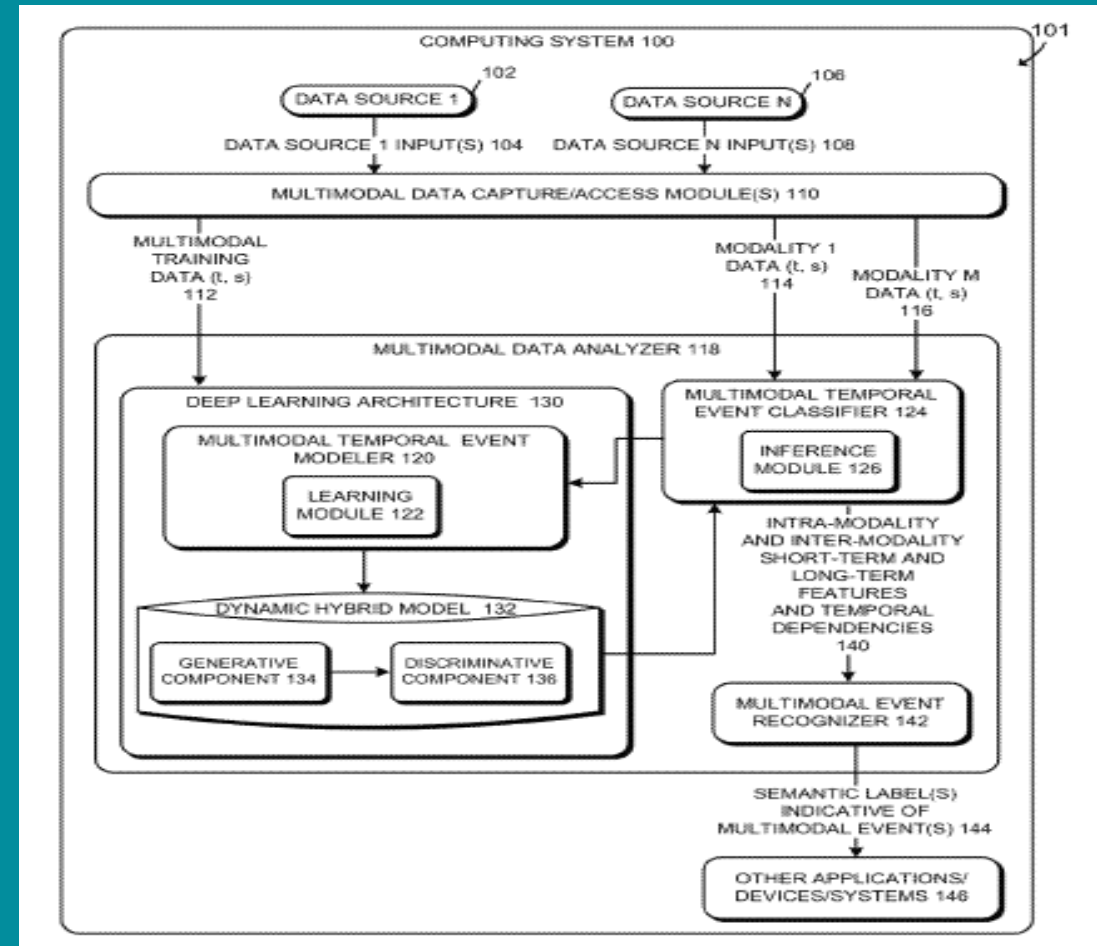 COMPUTING SYSTEM 100
101
102
106
DATA SOURCE 1
DATA SOURCE N
DATA SOURCE 1 INPUT(S) 104
DATA SOURCE N INPUT(S) 108
MULTIMODAL DATA CAPTURE/ACCESS MODULE(S) 110
MULTIMODAL
TRAINING
DATA (t, s)
112
MODALITY 1
DATA (t, s)
114
MODALITY M
DATA (t, s)
116
MULTIMODAL DATA ANALYZER 118
DEEP LEARNING ARCHITECTURE 130
MULTIMODAL TEMPORAL EVENT
MODELER 120
LEARNING
MODULE 122
DYNAMIC HYBRID MODEL 132
GENERATIVE
COMPONENT 134
DISCRIMINATIVE
COMPONENT 136
MULTIMODAL TEMPORAL
EVENT CLASSIFIER 124
INFERENCE
MODULE 126
INTRA-MODALITY
AND INTER-MODALITY
SHORT-TERM AND
LONG-TERM
FEATURES
AND TEMPORAL
DEPENDENCIES
140
MULTIMODAL EVENT
RECOGNIZER 142
SEMANTIC LABEL(S)
INDICATIVE OF
MULTIMODAL EVENT(S) 144
OTHER APPLICATIONS/
DEVICES/SYSTEMS 146